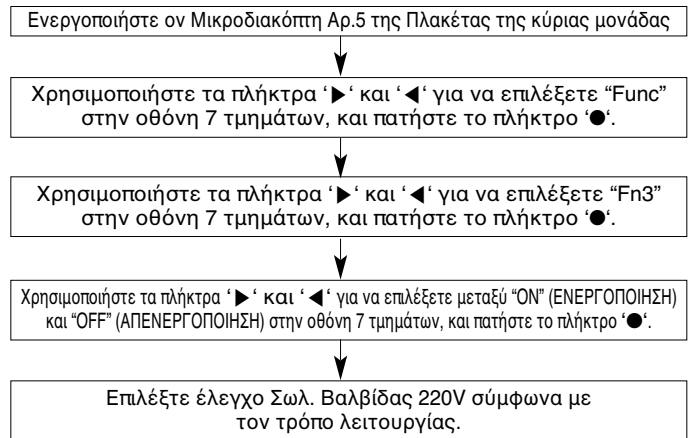 Ενεργοποιήστε ον Μικροδιακόπτη Αρ.5 της Πλακέτας της κύριας μονάδας
Χρησιμοποιήστε τα πλήκτρα ‘▶‘ και ‘◀‘ για να επιλέξετε “Func”
στην οθόνη 7 τμημάτων, και πατήστε το πλήκτρο ‘●‘.
Χρησιμοποιήστε τα πλήκτρα ‘▶‘ και ‘◀‘ για να επιλέξετε “Fn3”
στην οθόνη 7 τμημάτων, και πατήστε το πλήκτρο ‘●‘.
Χρησιμοποιήστε τα πλήκτρα ‘▶‘ και ‘◀‘ για να επιλέξετε μεταξύ “ON” (ΕΝΕΡΓΟΠΟΙΗΣΗ)
και “OFF” (ΑΠΕΝΕΡΓΟΠΟΙΗΣΗ) στην οθόνη 7 τμημάτων, και πατήστε το πλήκτρο ‘●‘.
Επιλέξτε έλεγχο Σωλ. Βαλβίδας 220V σύμφωνα με
τον τρόπο λειτουργίας.